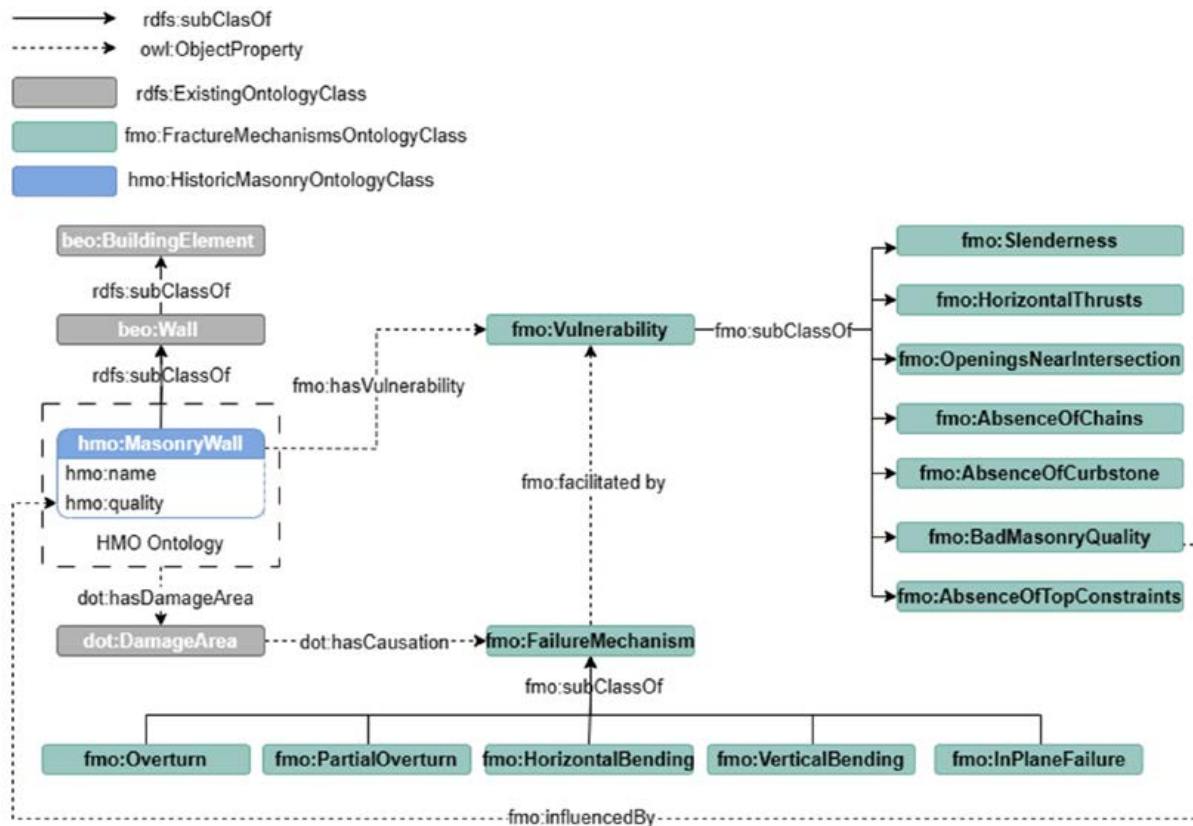 rdfs:subClasOf
owl:ObjectProperty
rdfs:ExistingOntologyClass
fmo:FractureMechanismsOntologyClass
hmo:HistoricMasonryOntologyClass
beo:BuildingElement
rdfs:subClassOf
beo:Wall
rdfs:subClassOf
hmo:MasonryWall
hmo:name
hmo:quality
HMO Ontology
dot:hasDamageArea
dot:DamageArea
dot:hasCausation
fmo:hasVulnerability
fmo:Vulnerability
fmo:subClassOf
fmo:facilitated by
fmo:FailureMechanism
fmo:subClassOf
fmo:Slenderness
fmo:HorizontalThrusts
fmo:OpeningsNearIntersection
fmo:AbsenceOfChains
fmo:AbsenceOfCurbstone
fmo:BadMasonryQuality
fmo:AbsenceOfTopConstraints
fmo:Overturn
fmo:PartialOverturn
fmo:HorizontalBending
fmo:VerticalBending
fmo:InPlaneFailure
fmo:influencedBy